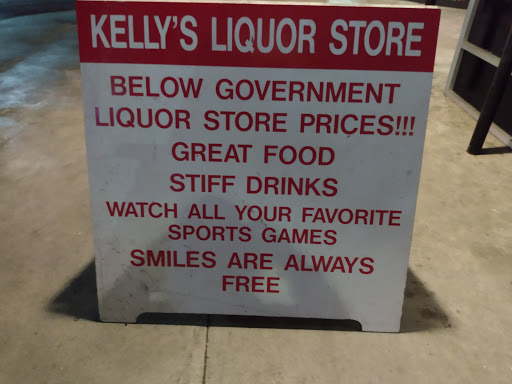 KELLY'S LIQUOR STORE
BELOW GOVERNMENT
LIQUOR STORE PRICES!!!
GREAT FOOD
STIFF DRINKS
WATCH ALL YOUR FAVORITE
SPORTS GAMES
SMILES ARE ALWAYS
FREE